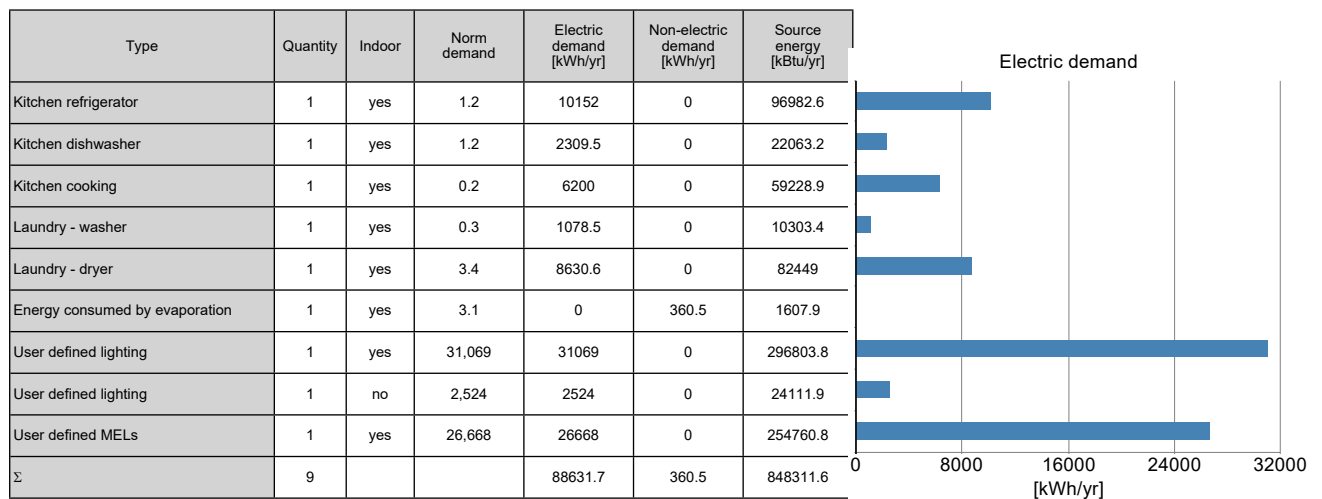 Type Quantity Indoor Norm demand Electric demand [kWh/yr] Non-electric demand [kWh/yr] Source energy [kBtu/yr]
Kitchen refrigerator 1 yes 1.2 10152 0 96982.6
Kitchen dishwasher 1 yes 1.2 2309.5 0 22063.2
Kitchen cooking 1 yes 0.2 6200 0 59228.9
Laundry - washer 1 yes 0.3 1078.5 0 10303.4
Laundry - dryer 1 yes 3.4 8630.6 0 82449
Energy consumed by evaporation 1 yes 3.1 0 360.5 1607.9
User defined lighting 1 yes 31,069 31069 0 296803.8
User defined lighting 1 no 2,524 2524 0 24111.9
User defined MELs 1 yes 26,668 26668 0 254760.8
Σ 9 88631.7 360.5 848311.6
Electric demand
0 8000 16000 24000 32000
[kWh/yr]